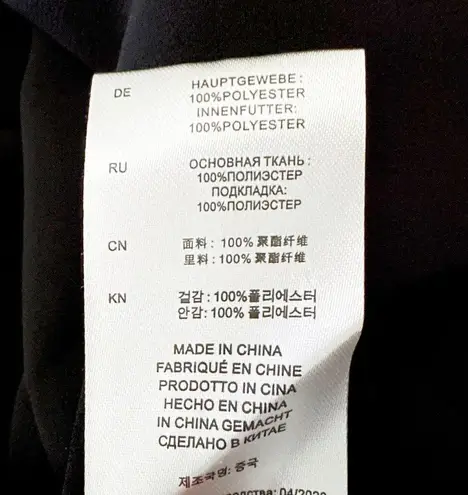 DE HAUPTGEWEBE:
100%POLYESTER
INNENFUTTER:
100%POLYESTER
RU ОСНОВНАЯ ТКАНЬ:
100%ПОЛИЭСТЕР
ПОДКЛАДКА:
100%ПОЛИЭСТЕР
CN 面料: 100%聚酯纤维
里料: 100%聚酯纤维
KN 겉감: 100%폴리에스터
안감: 100%폴리에스터
MADE IN CHINA
FABRIQUÉ EN CHINE
PRODOTTO IN CINA
HECHO EN CHINA
IN CHINA GEMACHT
СДЕЛАНО В КИТАЕ
제조국명: 중국